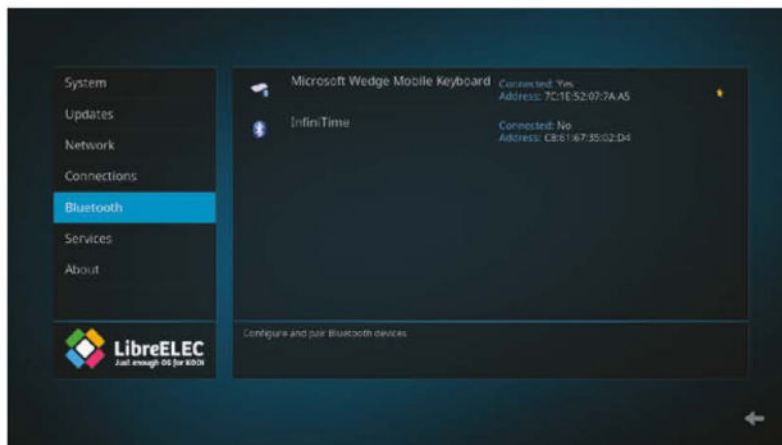 System
Updates
Network
Connections
Bluetooth
Services
About
Microsoft Wedge Mobile Keyboard
Connected: Yes
Address: 7C:1E:52:07:7A:A5
InfiniTime
Connected: No
Address: C8:61:67:35:02:D4
Configure and pair Bluetooth devices
LibreELEC
Just enough OS for KODI